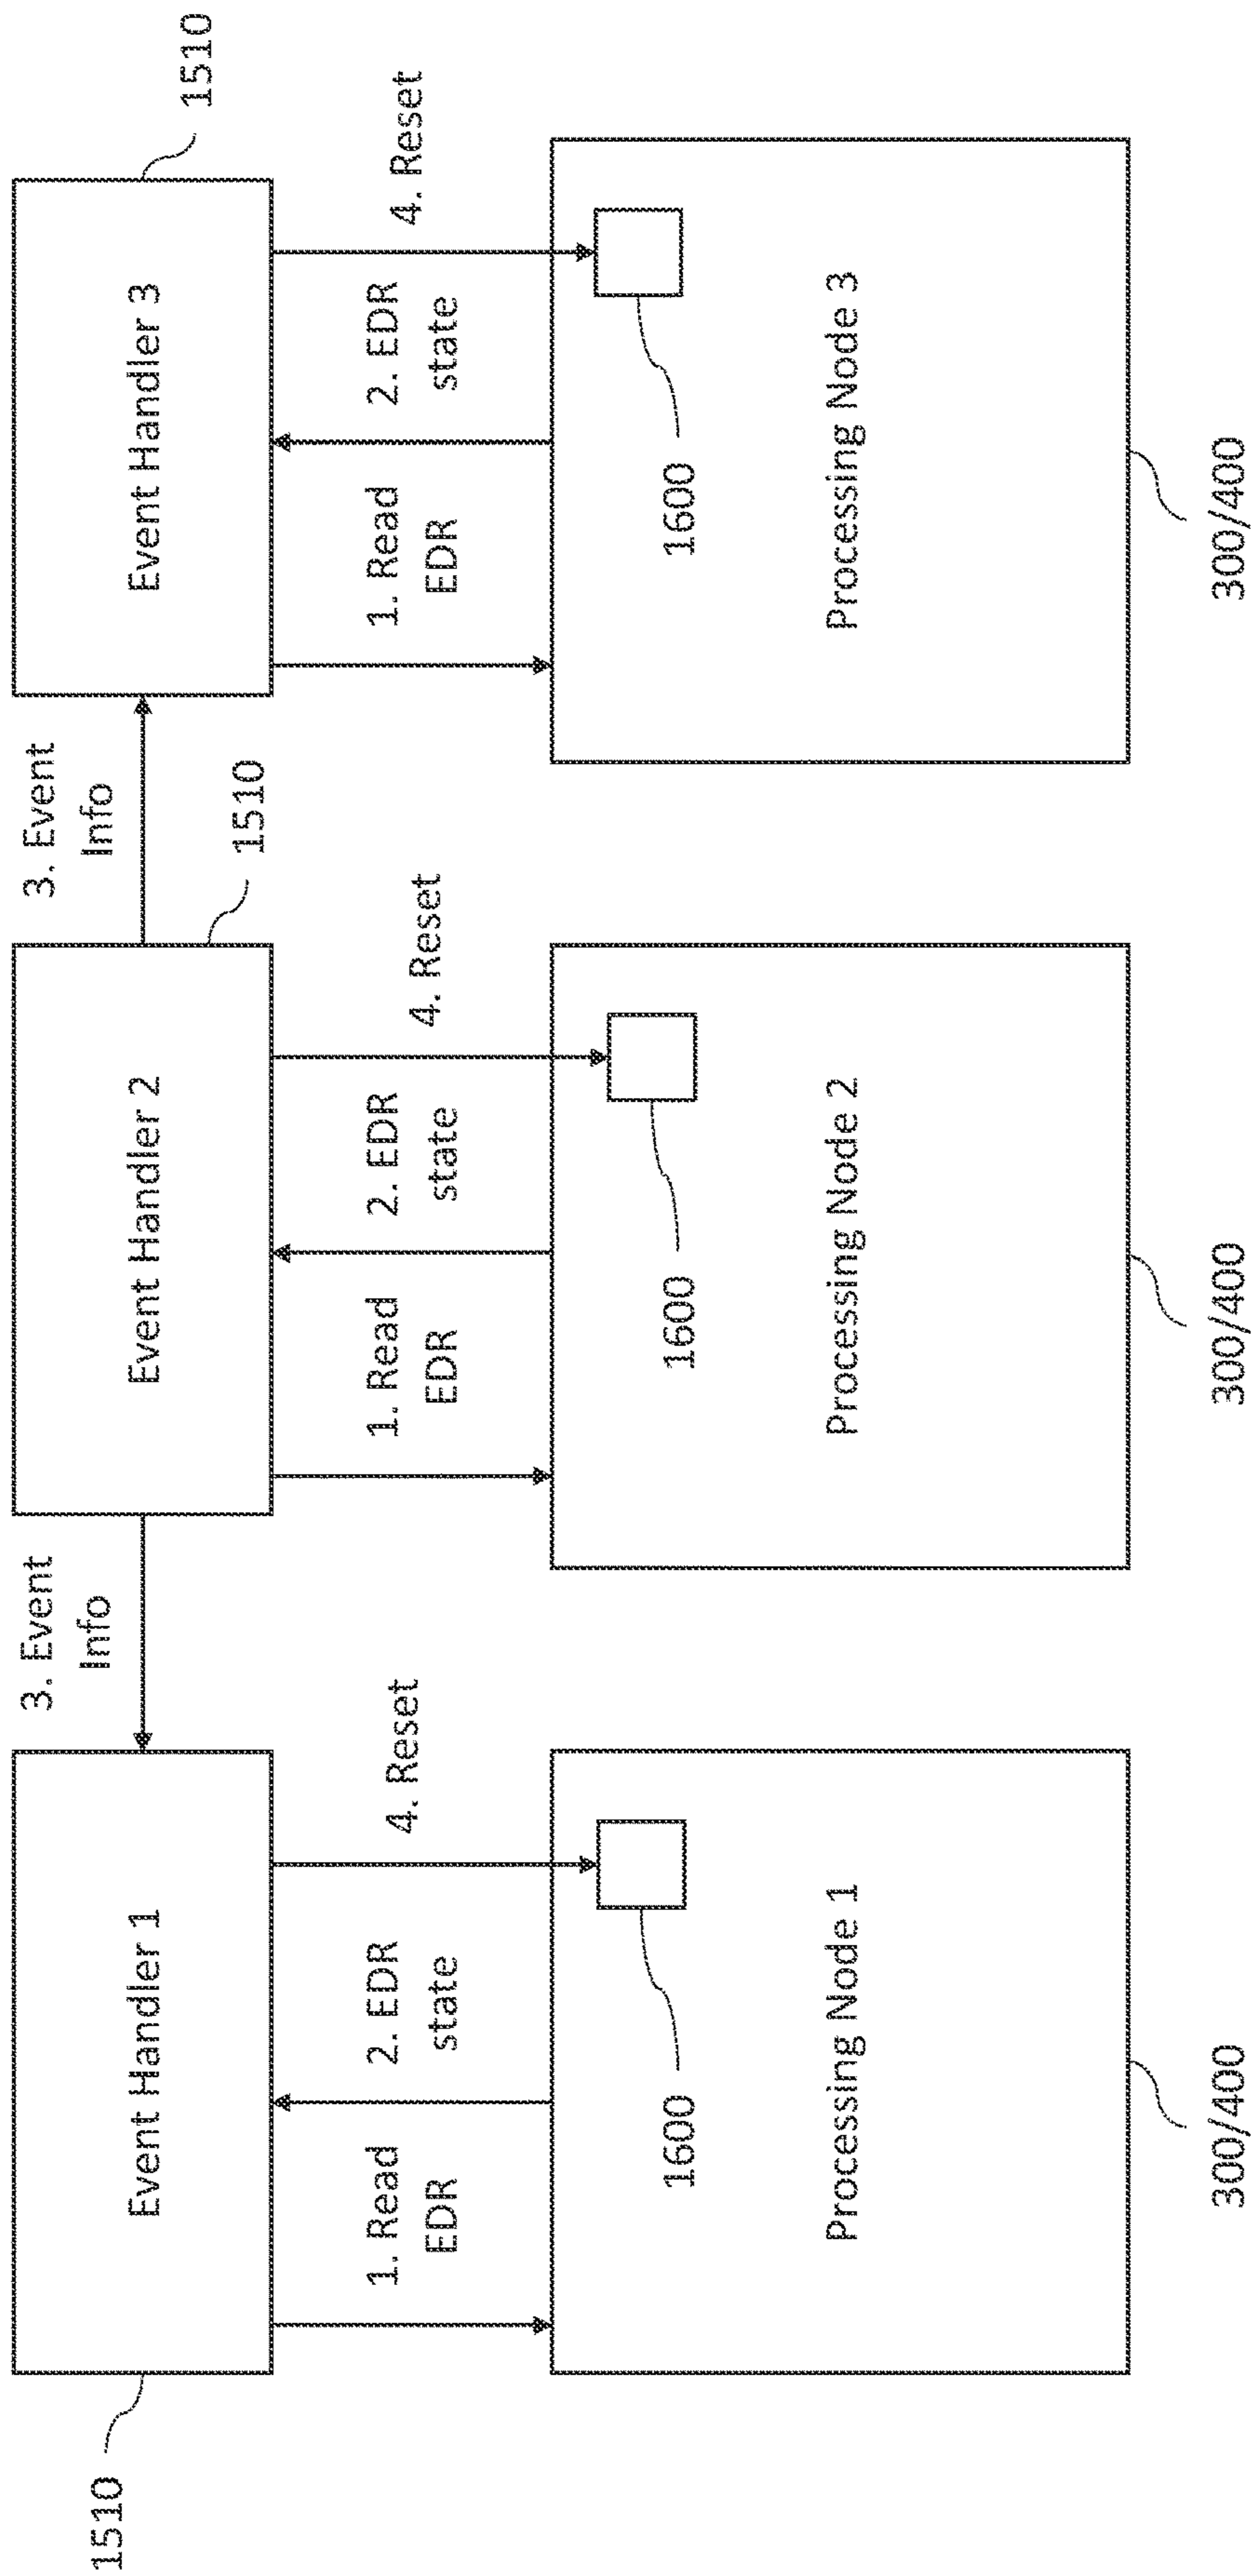 1510
Event Handler 1
3. Event
Info
Event Handler 2
1510
3. Event
Info
Event Handler 3
1510
1. Read
EDR
2. EDR
state
4. Reset
1. Read
EDR
2. EDR
state
4. Reset
1. Read
EDR
2. EDR
state
4. Reset
1600
Processing Node 1
1600
Processing Node 2
1600
Processing Node 3
300/400
300/400
300/400